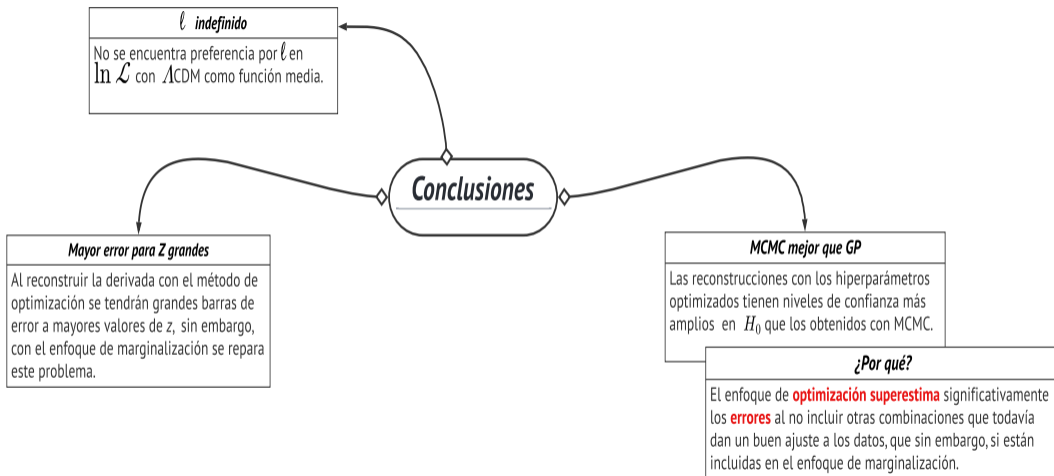 ℓ indefinido
No se encuentra preferencia por ℓ en
ln ℒ con ΛCDM como función media.
Conclusiones
Mayor error para Z grandes
Al reconstruir la derivada con el método de
optimización se tendrán grandes barras de
error a mayores valores de z, sin embargo,
con el enfoque de marginalización se repara
este problema.
MCMC mejor que GP
Las reconstrucciones con los hiperparámetros
optimizados tienen niveles de confianza más
amplios en H₀ que los obtenidos con MCMC.
¿Por qué?
El enfoque de optimización superestima significativamente
los errores al no incluir otras combinaciones que todavía
dan un buen ajuste a los datos, que sin embargo, si están
incluidas en el enfoque de marginalización.